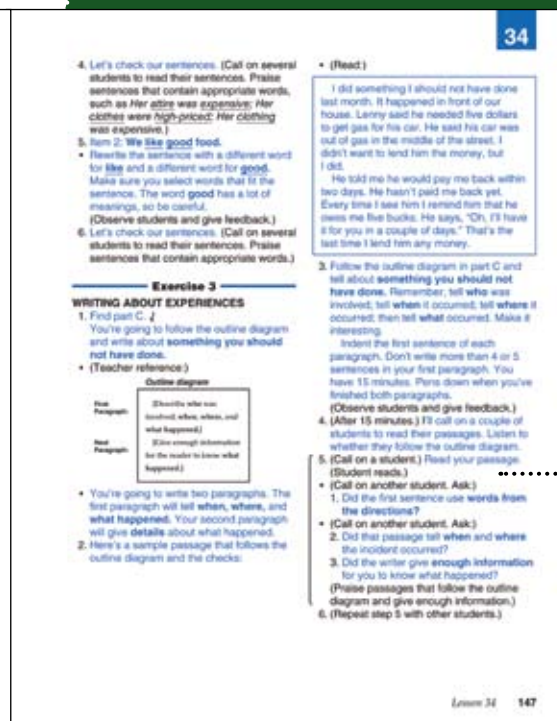 34
4. Let's check our sentences. (Call on several
students to read their sentences. Praise
sentences that contain appropriate words,
such as Her attire was expensive; Her
clothes were high-priced; Her clothing
was expensive.)
5. Item 2: We like good food.
• Rewrite the sentence with a different word
for like and a different word for good.
Make sure you select words that fit the
sentence. The word good has a lot of
meanings, so be careful.
(Observe students and give feedback.)
6. Let's check our sentences. (Call on several
students to read their sentences. Praise
sentences that contain appropriate words.)
Exercise 3
WRITING ABOUT EXPERIENCES
1. Find part C. ✓
You're going to follow the outline diagram
and write about something you should
not have done.
• (Teacher reference:)
Outline diagram
First
Paragraph
(Describe who was
involved; when, where, and
what happened.)
Next
Paragraph
(Give enough information
for the reader to know what
happened.)
• You're going to write two paragraphs. The
first paragraph will tell when, where, and
what happened. Your second paragraph
will give details about what happened.
2. Here's a sample passage that follows the
outline diagram and the checks:
• (Read:)
I did something I should not have done
last month. It happened in front of our
house. Lenny said he needed five dollars
to get gas for his car. He said his car was
out of gas in the middle of the street. I
didn't want to lend him the money, but
I did.
He told me he would pay me back within
two days. He hasn't paid me back yet.
Every time I see him I remind him that he
owes me five bucks. He says, "Oh, I'll have
it for you in a couple of days." That's the
last time I lend him any money.
3. Follow the outline diagram in part C and
tell about something you should not
have done. Remember, tell who was
involved; tell when it occurred; tell where it
occurred; then tell what occurred. Make it
interesting.
Indent the first sentence of each
paragraph. Don't write more than 4 or 5
sentences in your first paragraph. You
have 15 minutes. Pens down when you've
finished both paragraphs.
(Observe students and give feedback.)
4. (After 15 minutes.) I'll call on a couple of
students to read their passages. Listen to
whether they follow the outline diagram.
5. (Call on a student.) Read your passage.
(Student reads.)
• (Call on another student. Ask:)
1. Did the first sentence use words from
the directions?
• (Call on another student. Ask:)
2. Did that passage tell when and where
the incident occurred?
3. Did the writer give enough information
for you to know what happened?
(Praise passages that follow the outline
diagram and give enough information.)
6. (Repeat step 5 with other students.)
Lesson 34 147